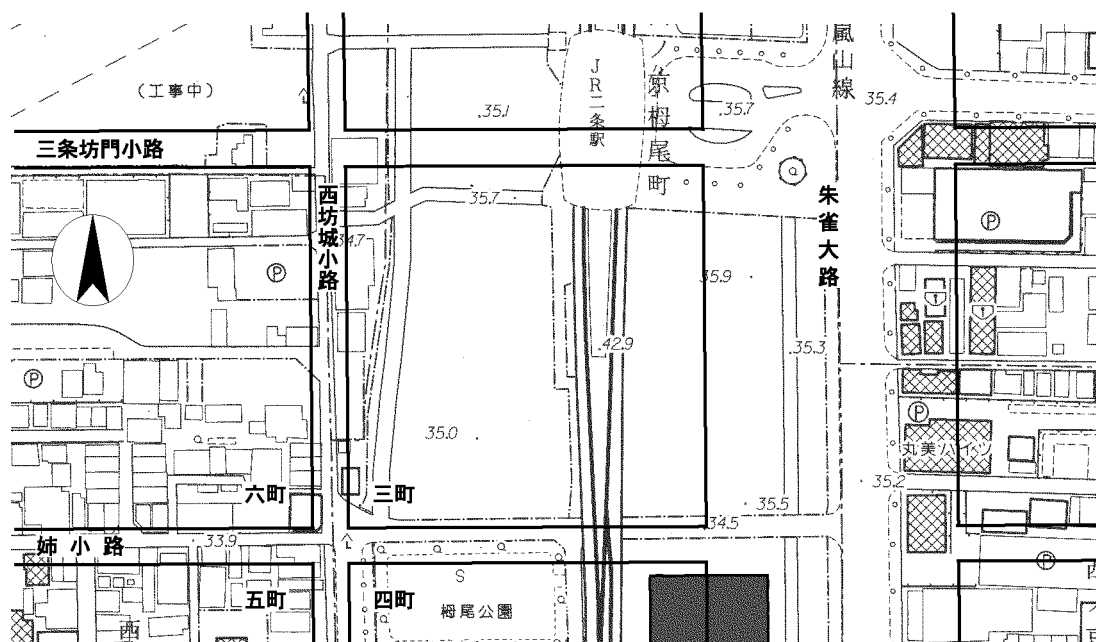 嵐山線
JR二条駅
京栂尾町
(工事中)
35.1
35.7
35.4
三条坊門小路
西坊城小路
35.7
朱雀大路
34.7
P
P
35.9
42.9
35.3
P
P
35.0
丸美ハイツ
35.2
六町
三町
35.5
34.5
姉小路
33.9
P
五町
四町
栂尾公園
西
西